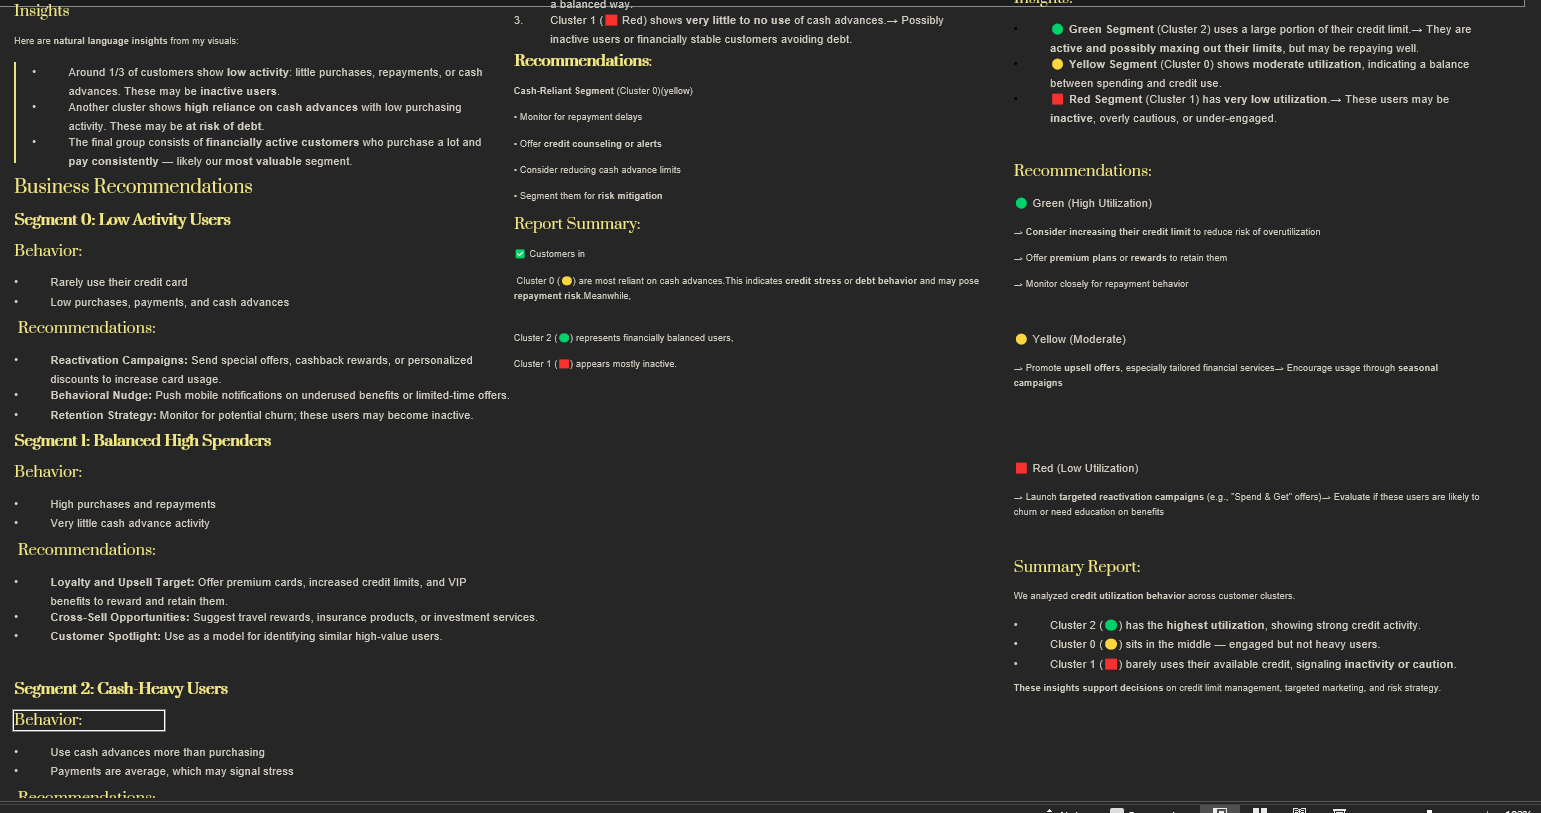 Insights
Here are natural language insights from my visuals:
• Around 1/3 of customers show low activity: little purchases, repayments, or cash
advances. These may be inactive users.
• Another cluster shows high reliance on cash advances with low purchasing
activity. These may be at risk of debt.
• The final group consists of financially active customers who purchase a lot and
pay consistently — likely our most valuable segment.
Business Recommendations
Segment 0: Low Activity Users
Behavior:
• Rarely use their credit card
• Low purchases, payments, and cash advances
Recommendations:
• Reactivation Campaigns: Send special offers, cashback rewards, or personalized
discounts to increase card usage.
• Behavioral Nudge: Push mobile notifications on underused benefits or limited-time offers.
• Retention Strategy: Monitor for potential churn; these users may become inactive.
Segment 1: Balanced High Spenders
Behavior:
• High purchases and repayments
• Very little cash advance activity
Recommendations:
• Loyalty and Upsell Target: Offer premium cards, increased credit limits, and VIP
benefits to reward and retain them.
• Cross-Sell Opportunities: Suggest travel rewards, insurance products, or investment services.
• Customer Spotlight: Use as a model for identifying similar high-value users.
Segment 2: Cash-Heavy Users
Behavior:
• Use cash advances more than purchasing
• Payments are average, which may signal stress
Recommendations:
a balanced way.
3. Cluster 1 (🟥 Red) shows very little to no use of cash advances.→ Possibly
inactive users or financially stable customers avoiding debt.
Recommendations:
Cash-Reliant Segment (Cluster 0)(yellow)
• Monitor for repayment delays
• Offer credit counseling or alerts
• Consider reducing cash advance limits
• Segment them for risk mitigation
Report Summary:
✅ Customers in
Cluster 0 (🟡) are most reliant on cash advances.This indicates credit stress or debt behavior and may pose
repayment risk.Meanwhile,
Cluster 2 (🟢) represents financially balanced users,
Cluster 1 (🟥) appears mostly inactive.
Insights:
• 🟢 Green Segment (Cluster 2) uses a large portion of their credit limit.→ They are
active and possibly maxing out their limits, but may be repaying well.
• 🟡 Yellow Segment (Cluster 0) shows moderate utilization, indicating a balance
between spending and credit use.
• 🟥 Red Segment (Cluster 1) has very low utilization.→ These users may be
inactive, overly cautious, or under-engaged.
Recommendations:
🟢 Green (High Utilization)
→ Consider increasing their credit limit to reduce risk of overutilization
→ Offer premium plans or rewards to retain them
→ Monitor closely for repayment behavior
🟡 Yellow (Moderate)
→ Promote upsell offers, especially tailored financial services→ Encourage usage through seasonal
campaigns
🟥 Red (Low Utilization)
→ Launch targeted reactivation campaigns (e.g., "Spend & Get" offers)→ Evaluate if these users are likely to
churn or need education on benefits
Summary Report:
We analyzed credit utilization behavior across customer clusters.
• Cluster 2 (🟢) has the highest utilization, showing strong credit activity.
• Cluster 0 (🟡) sits in the middle — engaged but not heavy users.
• Cluster 1 (🟥) barely uses their available credit, signaling inactivity or caution.
These insights support decisions on credit limit management, targeted marketing, and risk strategy.